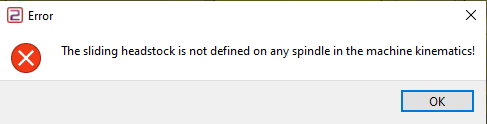 Error
The sliding headstock is not defined on any spindle in the machine kinematics!
OK